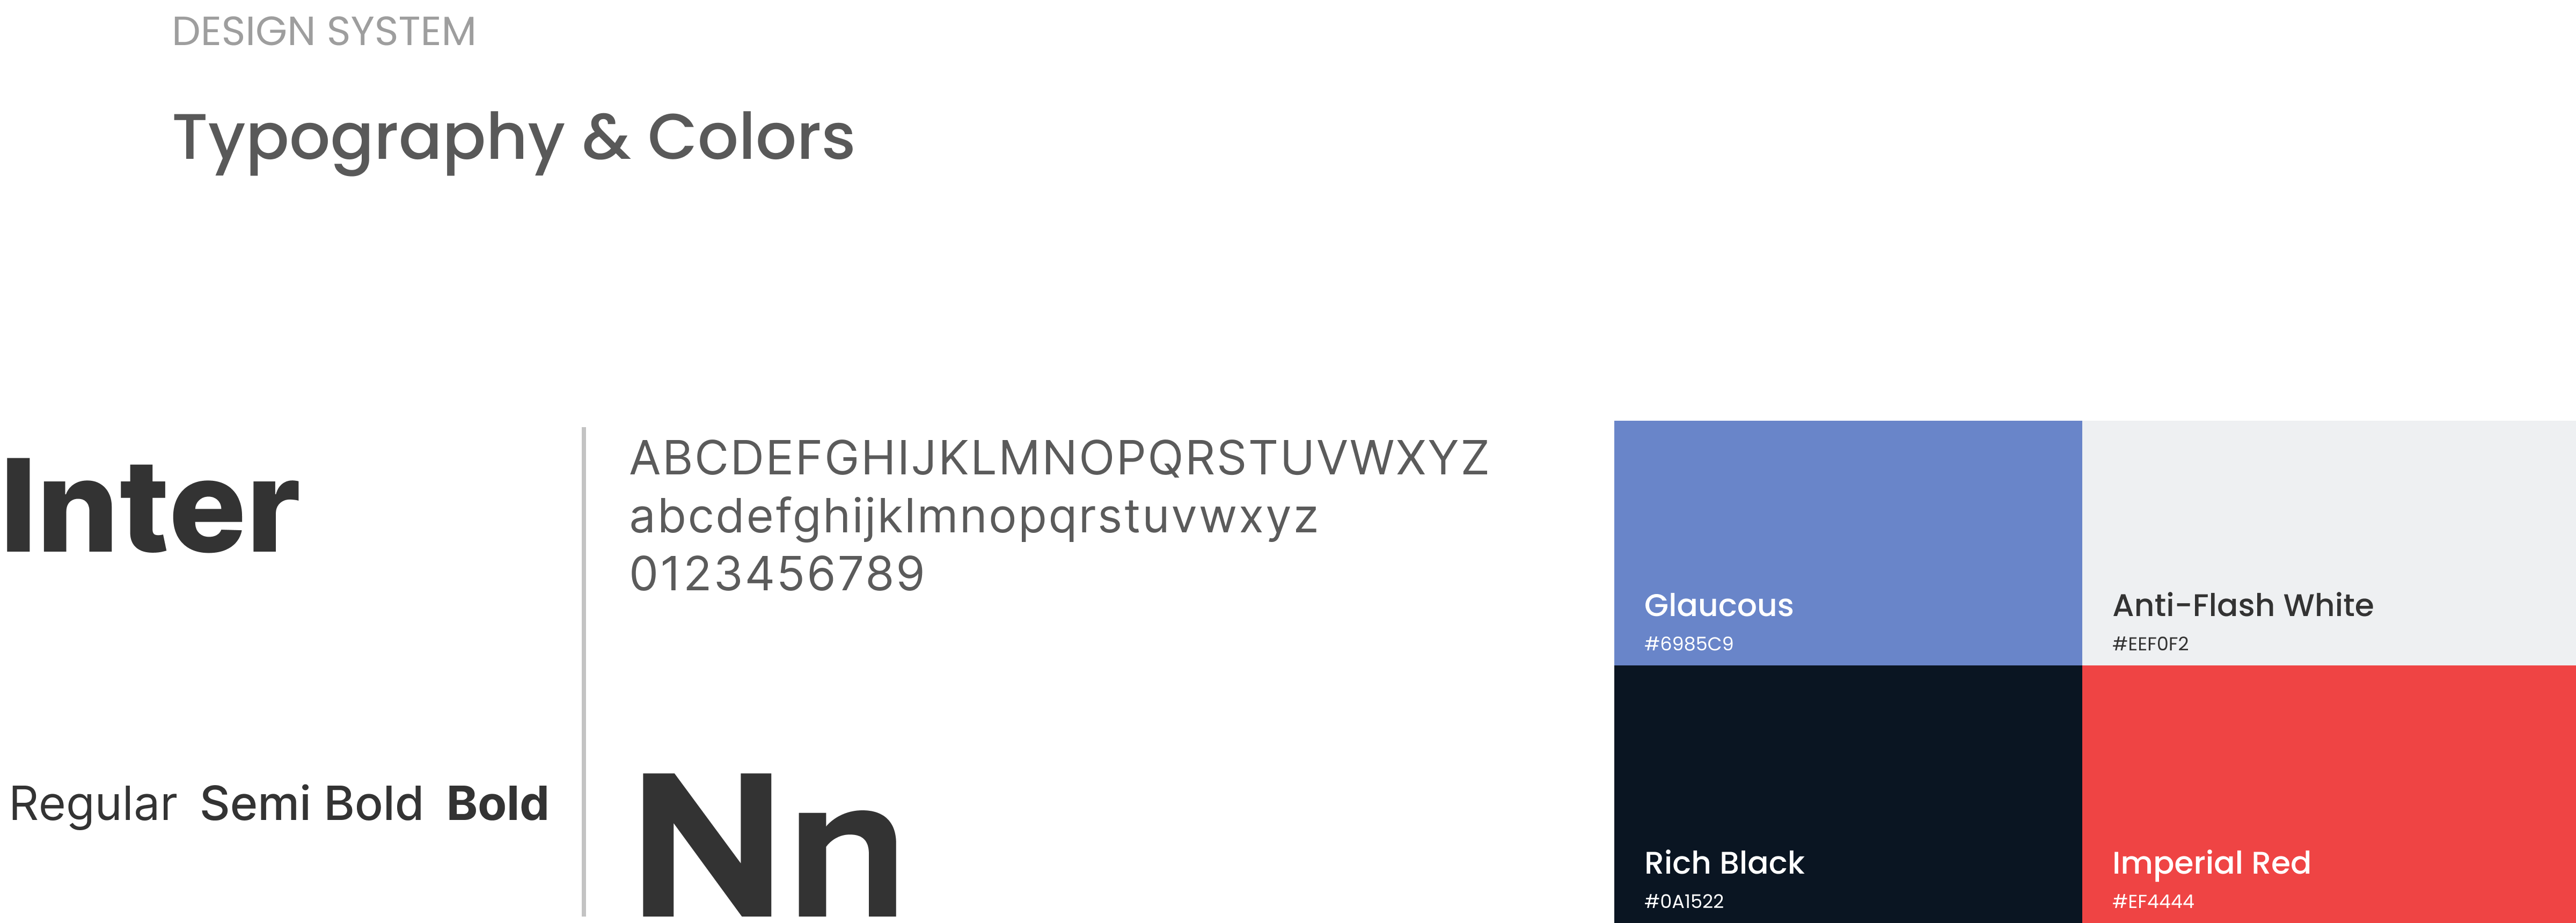 DESIGN SYSTEM
Typography & Colors
Inter
Regular Semi Bold Bold
ABCDEFGHIJKLMNOPQRSTUVWXYZ
abcdefghijklmnopqrstuvwxyz
0123456789
Nn
Glaucous
#6985C9
Anti-Flash White
#EEF0F2
Rich Black
#0A1522
Imperial Red
#EF4444